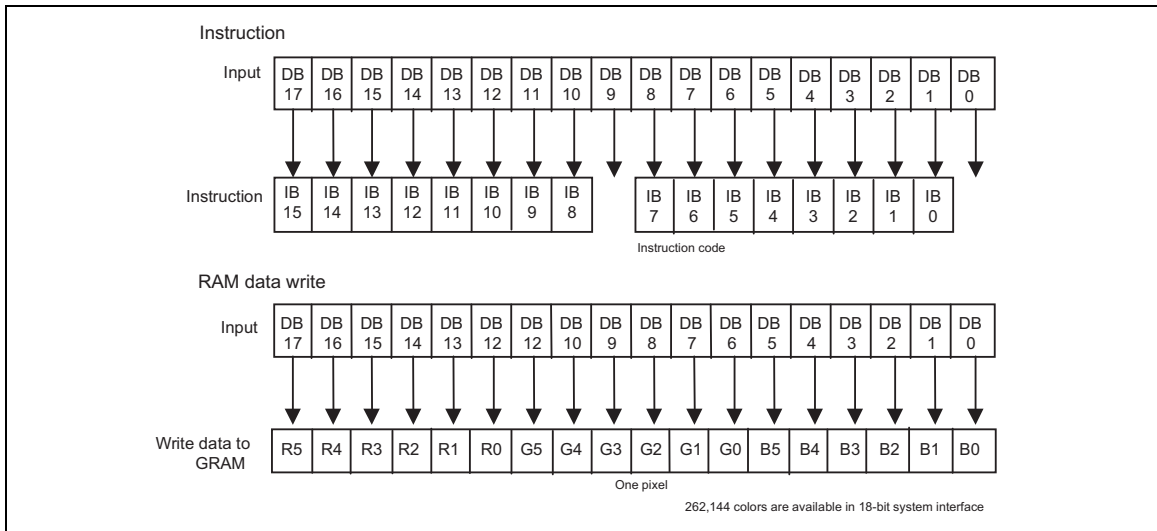 Instruction
Input DB 17 DB 16 DB 15 DB 14 DB 13 DB 12 DB 11 DB 10 DB 9 DB 8 DB 7 DB 6 DB 5 DB 4 DB 3 DB 2 DB 1 DB 0
Instruction IB 15 IB 14 IB 13 IB 12 IB 11 IB 10 IB 9 IB 8 IB 7 IB 6 IB 5 IB 4 IB 3 IB 2 IB 1 IB 0
Instruction code
RAM data write
Input DB 17 DB 16 DB 15 DB 14 DB 13 DB 12 DB 12 DB 10 DB 9 DB 8 DB 7 DB 6 DB 5 DB 4 DB 3 DB 2 DB 1 DB 0
Write data to GRAM R5 R4 R3 R2 R1 R0 G5 G4 G3 G2 G1 G0 B5 B4 B3 B2 B1 B0
One pixel
262,144 colors are available in 18-bit system interface